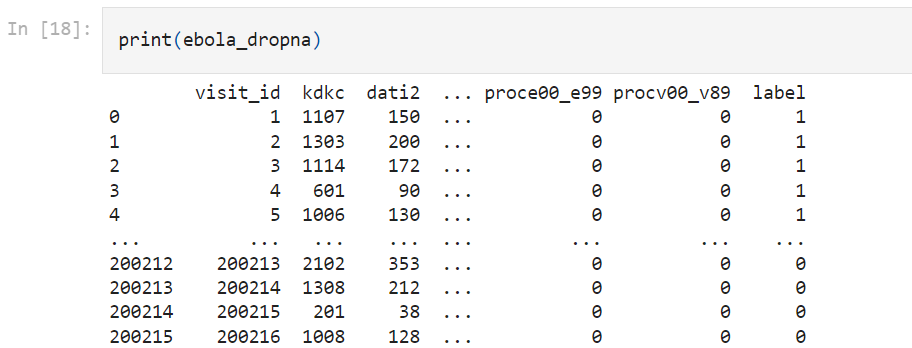 In [18]:
print(ebola_dropna)
visit_id kdkc dati2 ... proce00_e99 procv00_v89 label
0 1 1107 150 ... 0 0 1
1 2 1303 200 ... 0 0 1
2 3 1114 172 ... 0 0 1
3 4 601 90 ... 0 0 1
4 5 1006 130 ... 0 0 1
... ... ... ... ... ... ... ...
200212 200213 2102 353 ... 0 0 0
200213 200214 1308 212 ... 0 0 0
200214 200215 201 38 ... 0 0 0
200215 200216 1008 128 ... 0 0 0